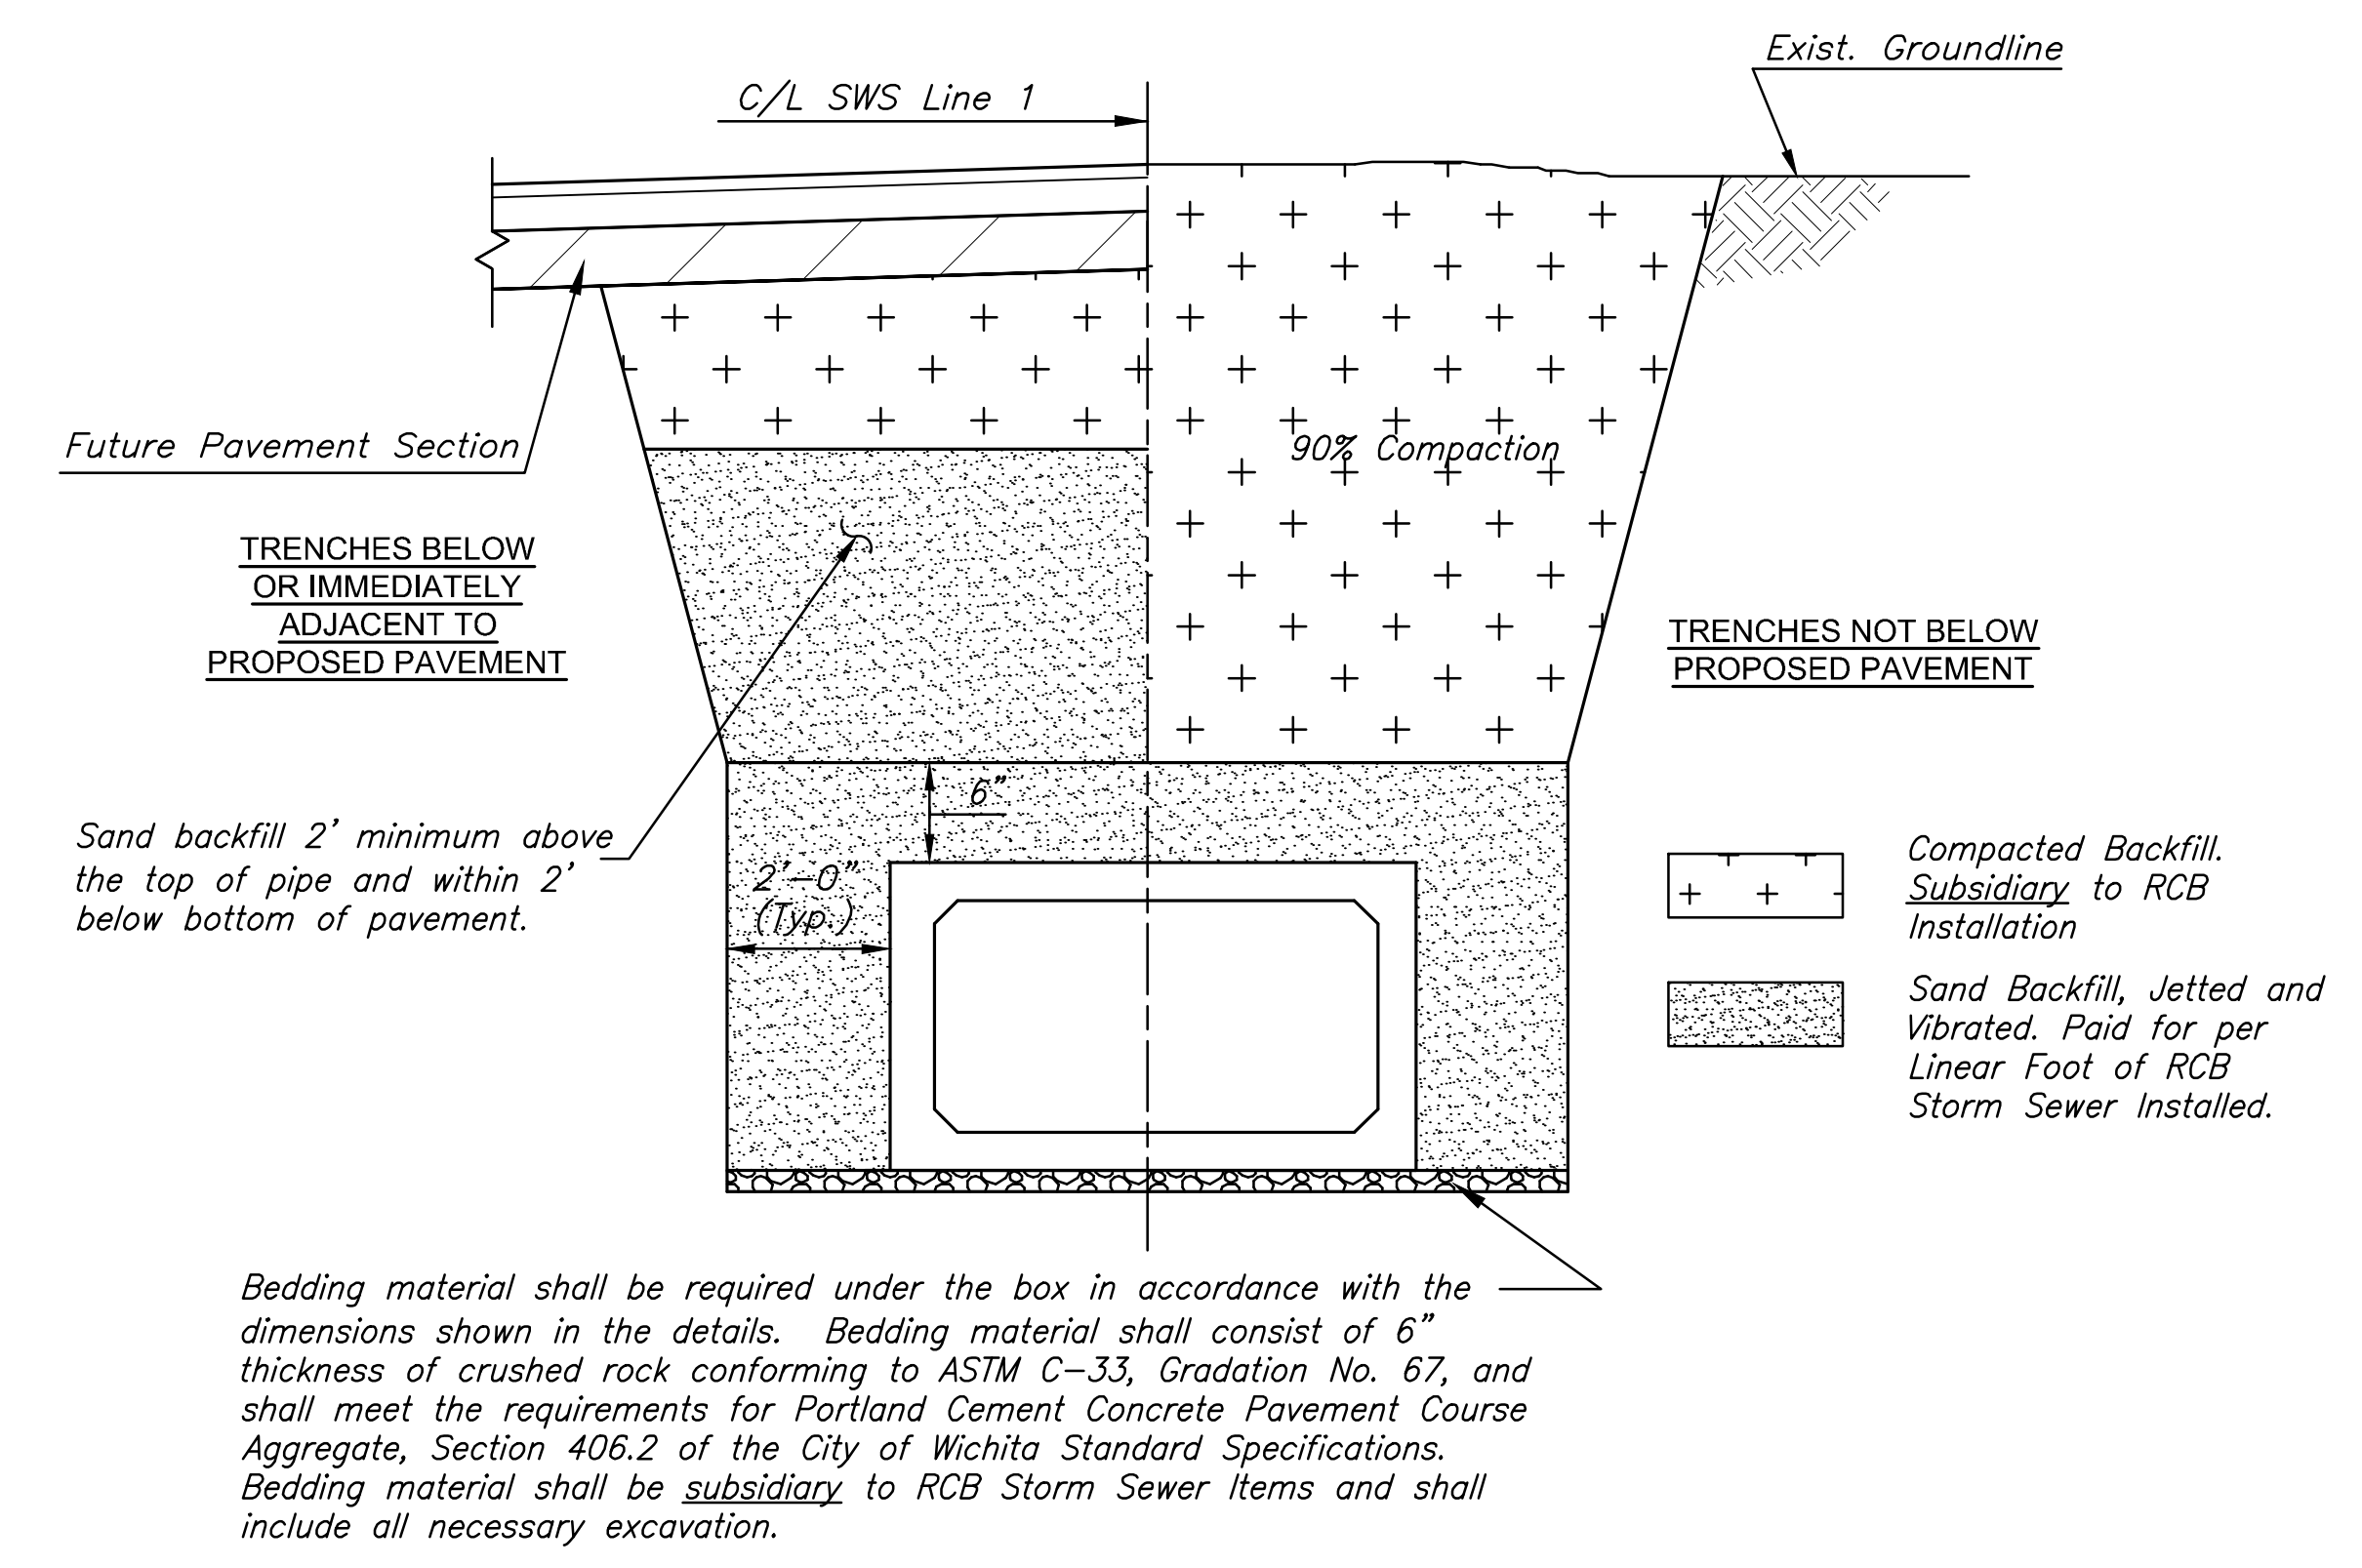 Exist. Groundline
C/L SWS Line 1
Future Pavement Section
90% Compaction
TRENCHES BELOW
OR IMMEDIATELY
ADJACENT TO
PROPOSED PAVEMENT
TRENCHES NOT BELOW
PROPOSED PAVEMENT
6”
Sand backfill 2’ minimum above
the top of pipe and within 2’
below bottom of pavement.
2’-0”
(Typ.)
Compacted Backfill.
Subsidiary to RCB
Installation
Sand Backfill, Jetted and
Vibrated. Paid for per
Linear Foot of RCB
Storm Sewer Installed.
Bedding material shall be required under the box in accordance with the
dimensions shown in the details. Bedding material shall consist of 6”
thickness of crushed rock conforming to ASTM C-33, Gradation No. 67, and
shall meet the requirements for Portland Cement Concrete Pavement Course
Aggregate, Section 406.2 of the City of Wichita Standard Specifications.
Bedding material shall be subsidiary to RCB Storm Sewer Items and shall
include all necessary excavation.